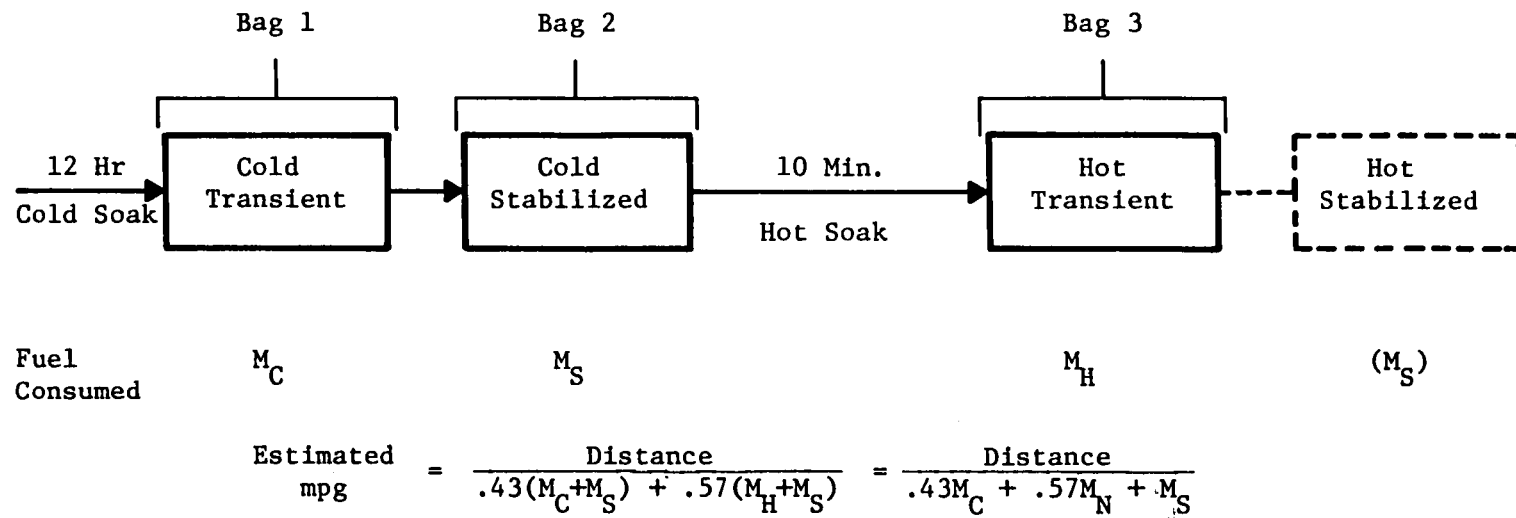 Bag 1 Bag 2 Bag 3
12 Hr
Cold Soak
Cold
Transient
Cold
Stabilized
10 Min.
Hot Soak
Hot
Transient
Hot
Stabilized
Fuel
Consumed
M_C M_S M_H (M_S)
Estimated
mpg
= Distance / .43(M_C+M_S) + .57(M_H+M_S) = Distance / .43M_C + .57M_N + M_S